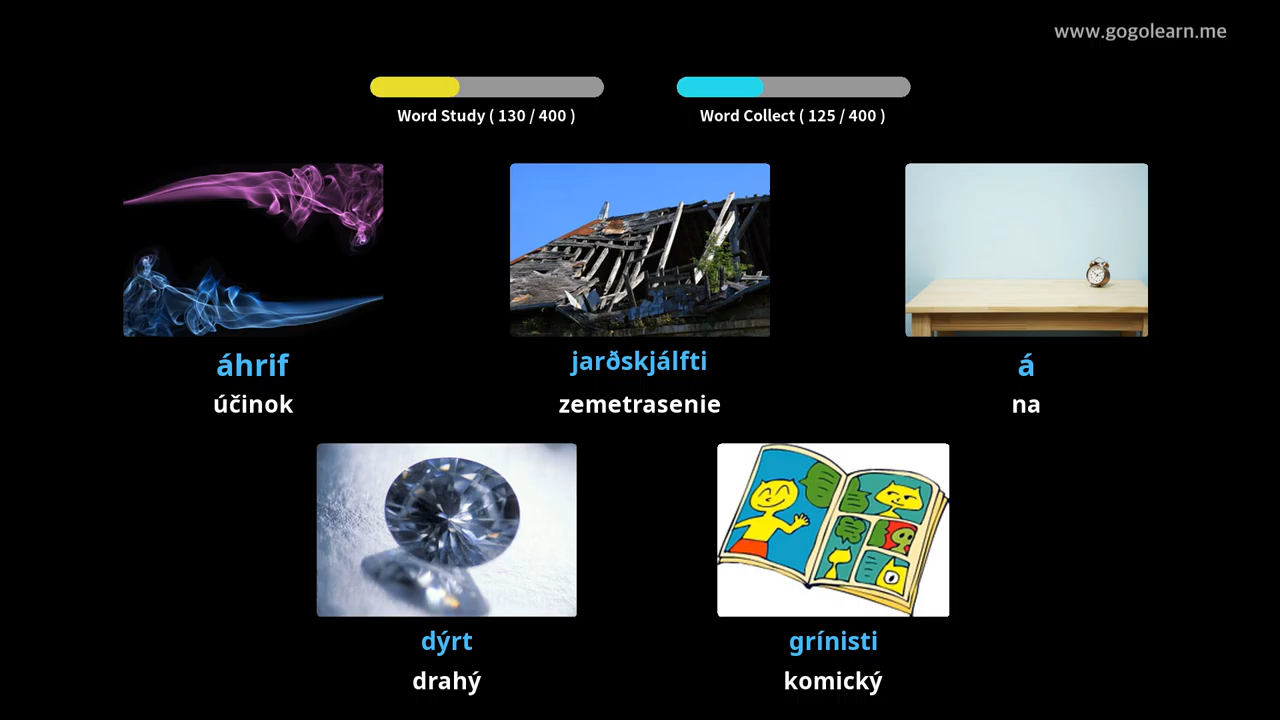 www.gogolearn.me
Word Study ( 130 / 400 )
Word Collect ( 125 / 400 )
áhrif
jarðskjálfti
á
účinok
zemetrasenie
na
dýrt
grínisti
drahý
komický